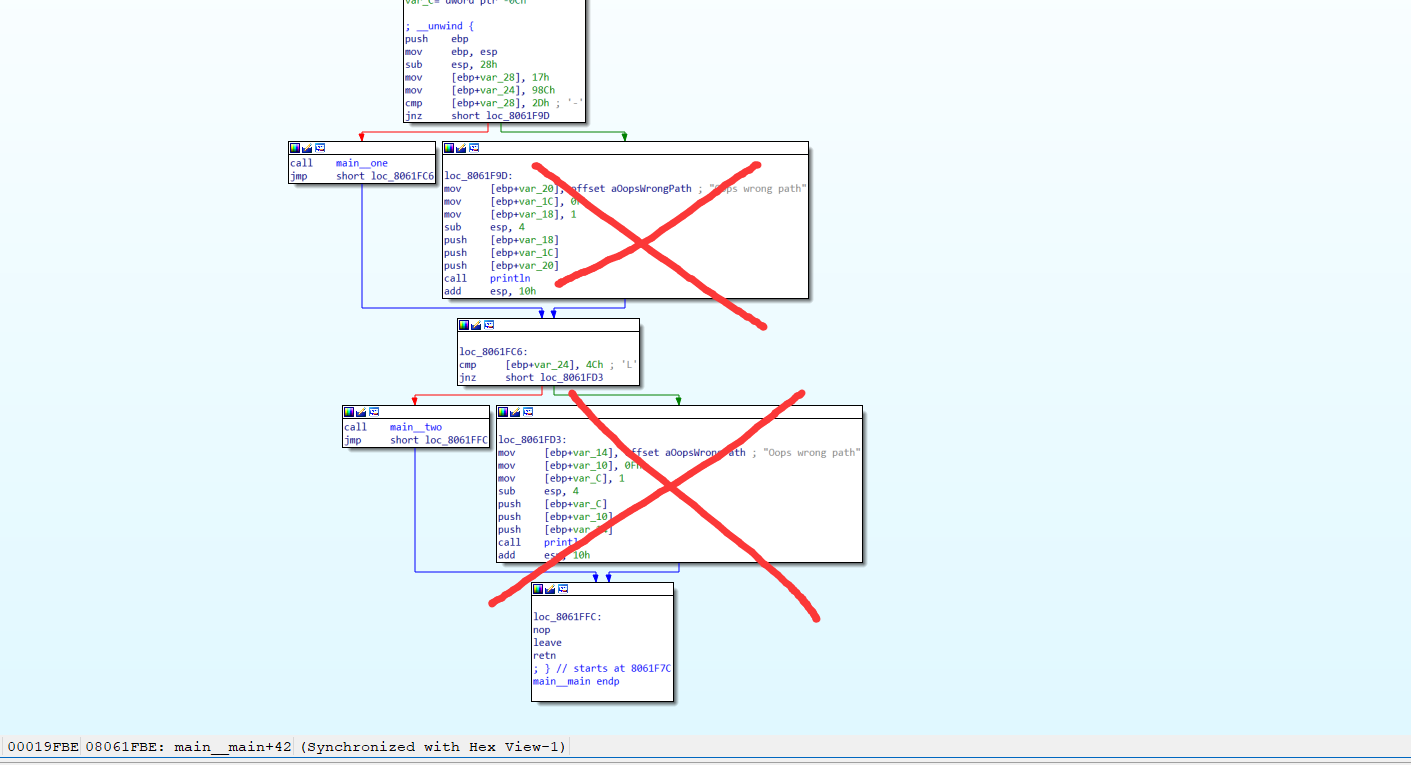 var_C= dword ptr -0Ch
; __unwind {
push ebp
mov ebp, esp
sub esp, 28h
mov [ebp+var_28], 17h
mov [ebp+var_24], 98Ch
cmp [ebp+var_28], 2Dh ; '-'
jnz short loc_8061F9D
call main__one
jmp short loc_8061FC6
loc_8061F9D:
mov [ebp+var_20], offset aOopsWrongPath ; "Oops wrong path"
mov [ebp+var_1C],
mov [ebp+var_18], 1
sub esp, 4
push [ebp+var_18]
push [ebp+var_1C]
push [ebp+var_20]
call println
add esp, 10h
loc_8061FC6:
cmp [ebp+var_24], 4Ch ; 'L'
jnz short loc_8061FD3
call main__two
jmp short loc_8061FFC
loc_8061FD3:
mov [ebp+var_14], offset aOopsWrongPath ; "Oops wrong path"
mov [ebp+var_10], 0Fh
mov [ebp+var_C], 1
sub esp, 4
push [ebp+var_C]
push [ebp+var_10]
push
call println
add esp, 10h
loc_8061FFC:
nop
leave
retn
; } // starts at 8061F7C
main__main endp
00019FBE 08061FBE: main__main+42 (Synchronized with Hex View-1)